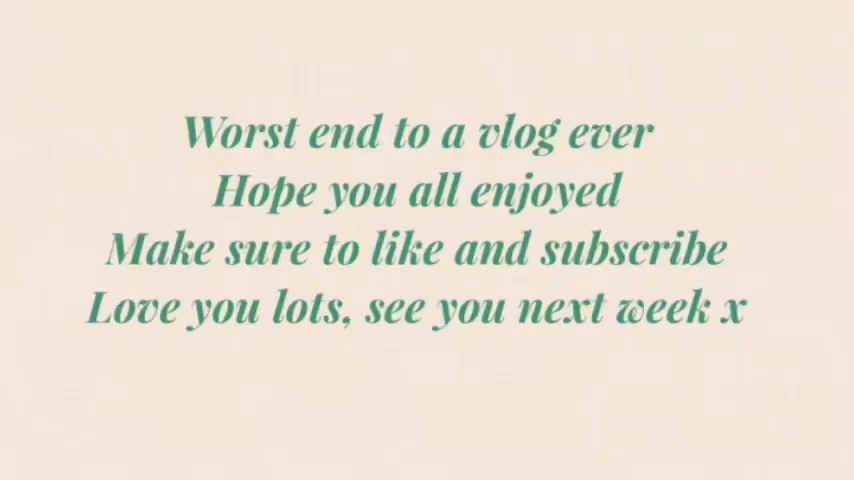 Worst end to a vlog ever
Hope you all enjoyed
Make sure to like and subscribe
Love you lots, see you next week x